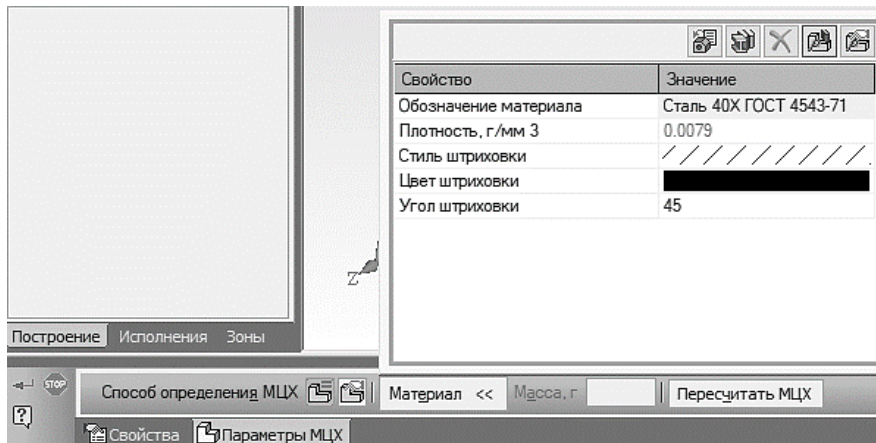 Свойство Значение
Обозначение материала Сталь 40Х ГОСТ 4543-71
Плотность, г/мм 3 0.0079
Стиль штриховки
Цвет штриховки
Угол штриховки 45
Z
Построение Исполнения Зоны
STOP Способ определения МЦХ Материал << Масса, г Пересчитать МЦХ
?
Свойства Параметры МЦХ